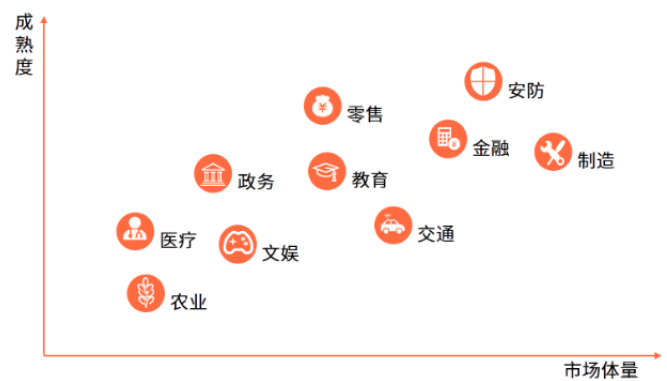 成熟度
安防
零售
金融
制造
政务
教育
交通
医疗
文娱
农业
市场体量